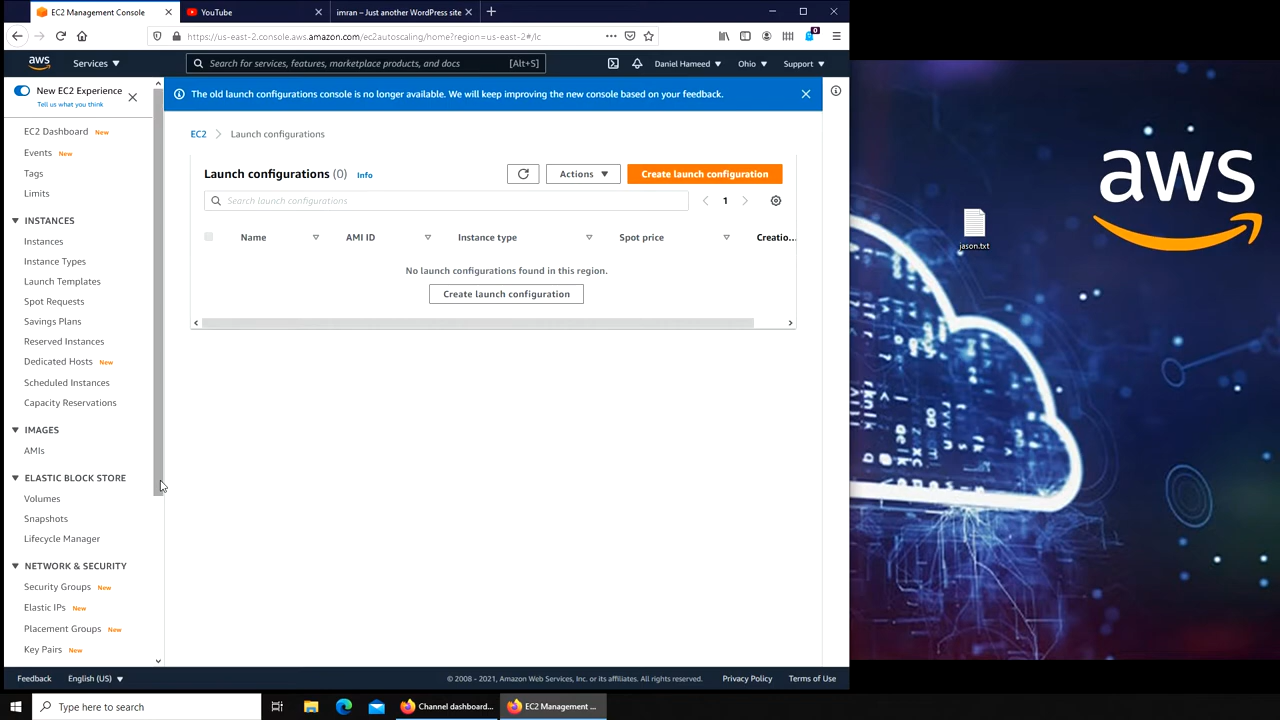 EC2 Management Console
YouTube
imran – Just another WordPress site
https://us-east-2.console.aws.amazon.com/ec2autoscaling/home?region=us-east-2#/lc
aws
Services
Search for services, features, marketplace products, and docs
[Alt+S]
Daniel Hameed
Ohio
Support
New EC2 Experience
Tell us what you think
The old launch configurations console is no longer available. We will keep improving the new console based on your feedback.
EC2 Dashboard New
Events New
Tags
Limits
INSTANCES
Instances
Instance Types
Launch Templates
Spot Requests
Savings Plans
Reserved Instances
Dedicated Hosts New
Scheduled Instances
Capacity Reservations
IMAGES
AMIs
ELASTIC BLOCK STORE
Volumes
Snapshots
Lifecycle Manager
NETWORK & SECURITY
Security Groups New
Elastic IPs New
Placement Groups New
Key Pairs New
EC2 > Launch configurations
Launch configurations (0) Info
Actions
Create launch configuration
Search launch configurations
1
Name
AMI ID
Instance type
Spot price
Creatio...
No launch configurations found in this region.
Create launch configuration
Feedback
English (US)
© 2008 - 2021, Amazon Web Services, Inc. or its affiliates. All rights reserved.
Privacy Policy
Terms of Use
aws
jason.txt
Type here to search
Channel dashboard...
EC2 Management ...